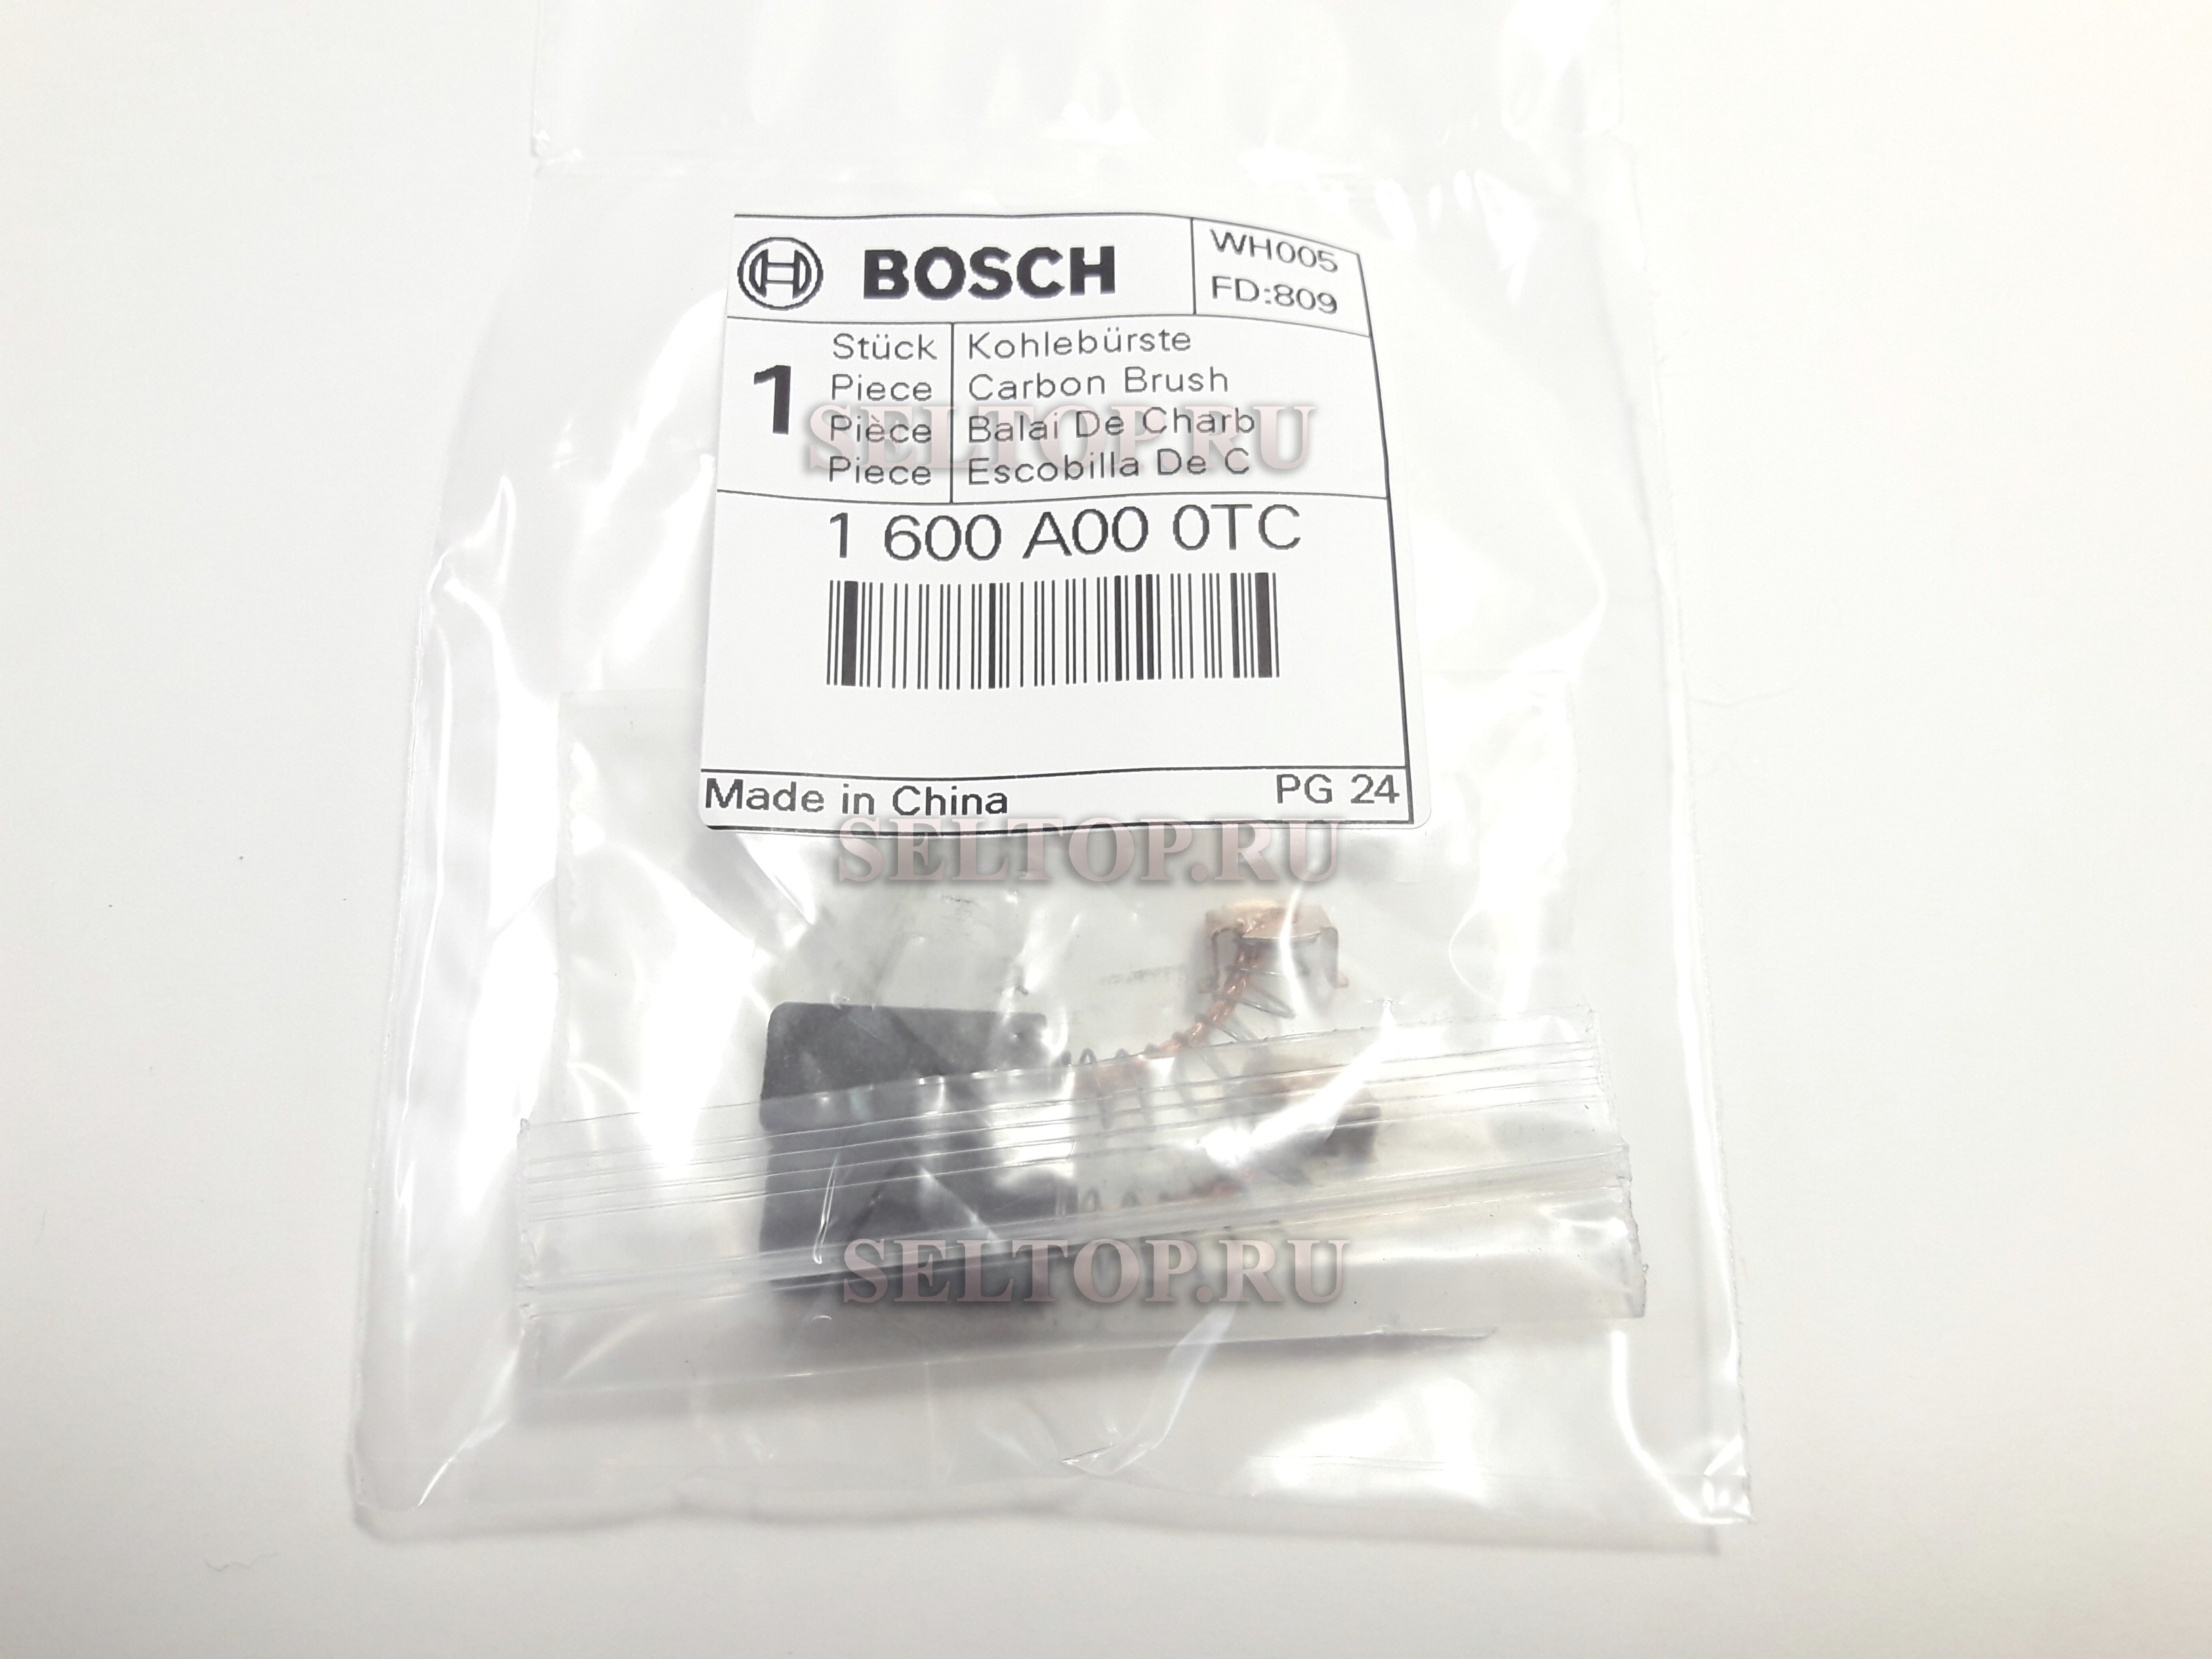 BOSCH
WH005
FD:809
1
Stück
Piece
Pièce
Piece
Kohlebürste
Carbon Brush
Balai De Charb
Escobilla De C
SELTOP.RU
1 600 A00 0TC
Made in China
PG 24
SELTOP.RU
SELTOP.RU